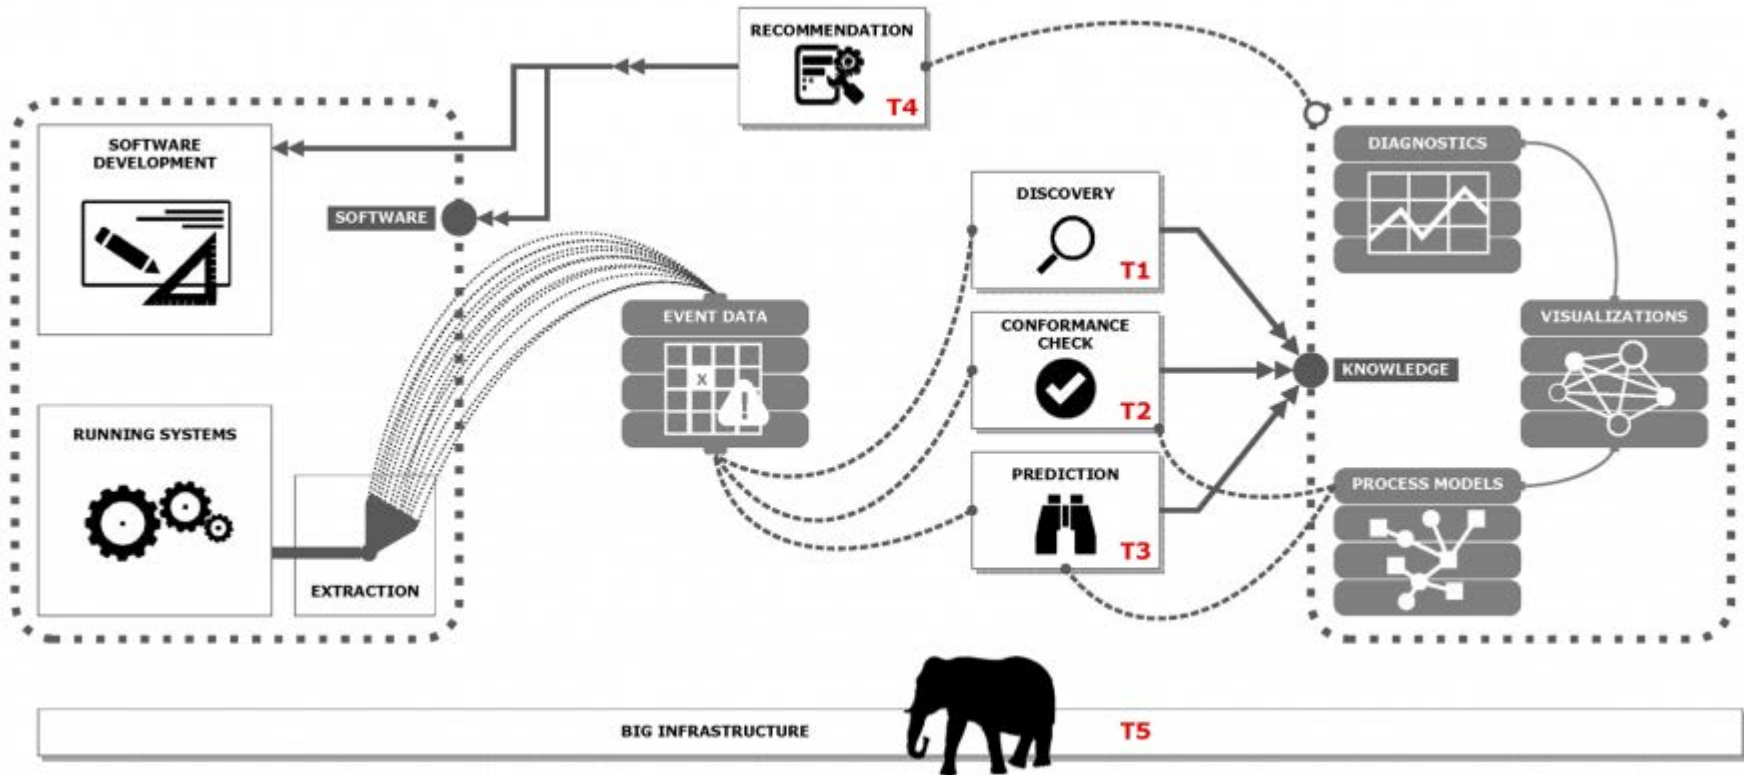 RECOMMENDATION
T4
SOFTWARE
DEVELOPMENT
SOFTWARE
RUNNING SYSTEMS
EXTRACTION
EVENT DATA
X
!
DISCOVERY
T1
CONFORMANCE
CHECK
T2
PREDICTION
T3
DIAGNOSTICS
VISUALIZATIONS
KNOWLEDGE
PROCESS MODELS
BIG INFRASTRUCTURE
T5